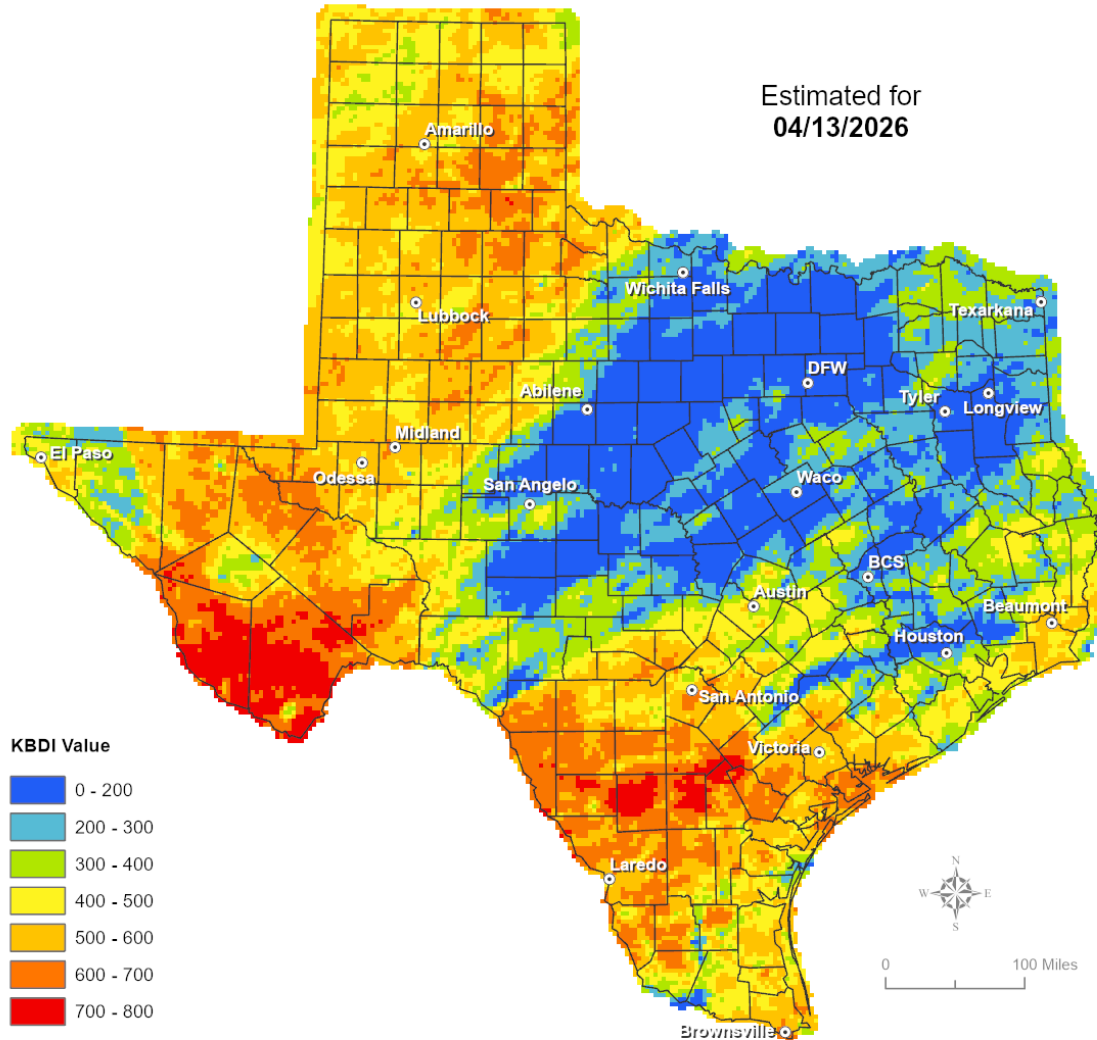 Estimated for
04/13/2026
Amarillo
Wichita Falls
Lubbock
Texarkana
DFW
Abilene
Tyler
Longview
Midland
El Paso
Odessa
San Angelo
Waco
BCS
Austin
Beaumont
Houston
San Antonio
Victoria
KBDI Value
0 - 200
200 - 300
300 - 400
400 - 500
500 - 600
600 - 700
700 - 800
Laredo
N
W E
S
0 100 Miles
Brownsville